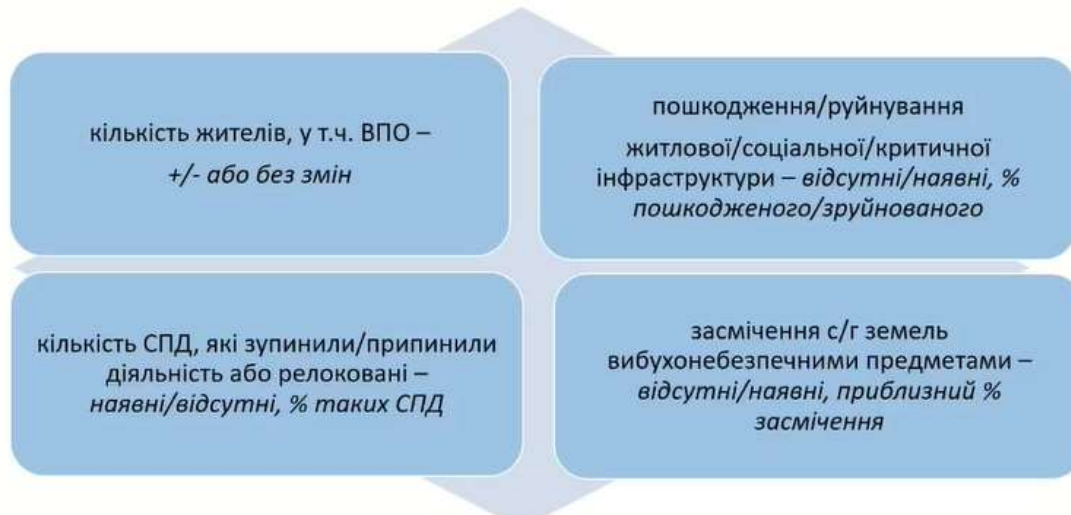 кількість жителів, у т.ч. ВПО –
+/- або без змін
пошкодження/руйнування
житлової/соціальної/критичної
інфраструктури – відсутні/наявні, %
пошкодженого/зруйнованого
кількість СПД, які зупинили/припинили
діяльність або релоковані –
наявні/відсутні, % таких СПД
засмічення с/г земель
вибухонебезпечними предметами –
відсутні/наявні, приблизний %
засмічення